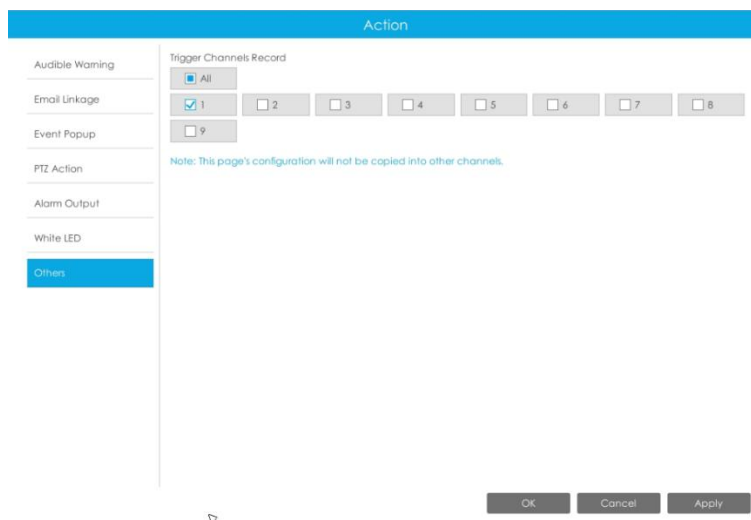 Action
Audible Warning
Email Linkage
Event Popup
PTZ Action
Alarm Output
White LED
Others
Trigger Channels Record
All
1 2 3 4 5 6 7 8
9
Note: This page's configuration will not be copied into other channels.
OK Cancel Apply